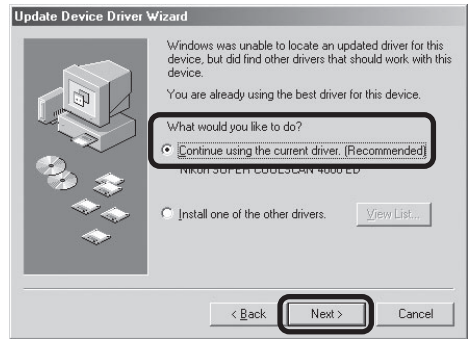 Update Device Driver Wizard
Windows was unable to locate an updated driver for this
device, but did find other drivers that should work with this
device.
You are already using the best driver for this device.
What would you like to do?
Continue using the current driver. (Recommended)
Nikon SUPER COOLSCAN 4000 ED
Install one of the other drivers.
View List...
< Back
Next >
Cancel